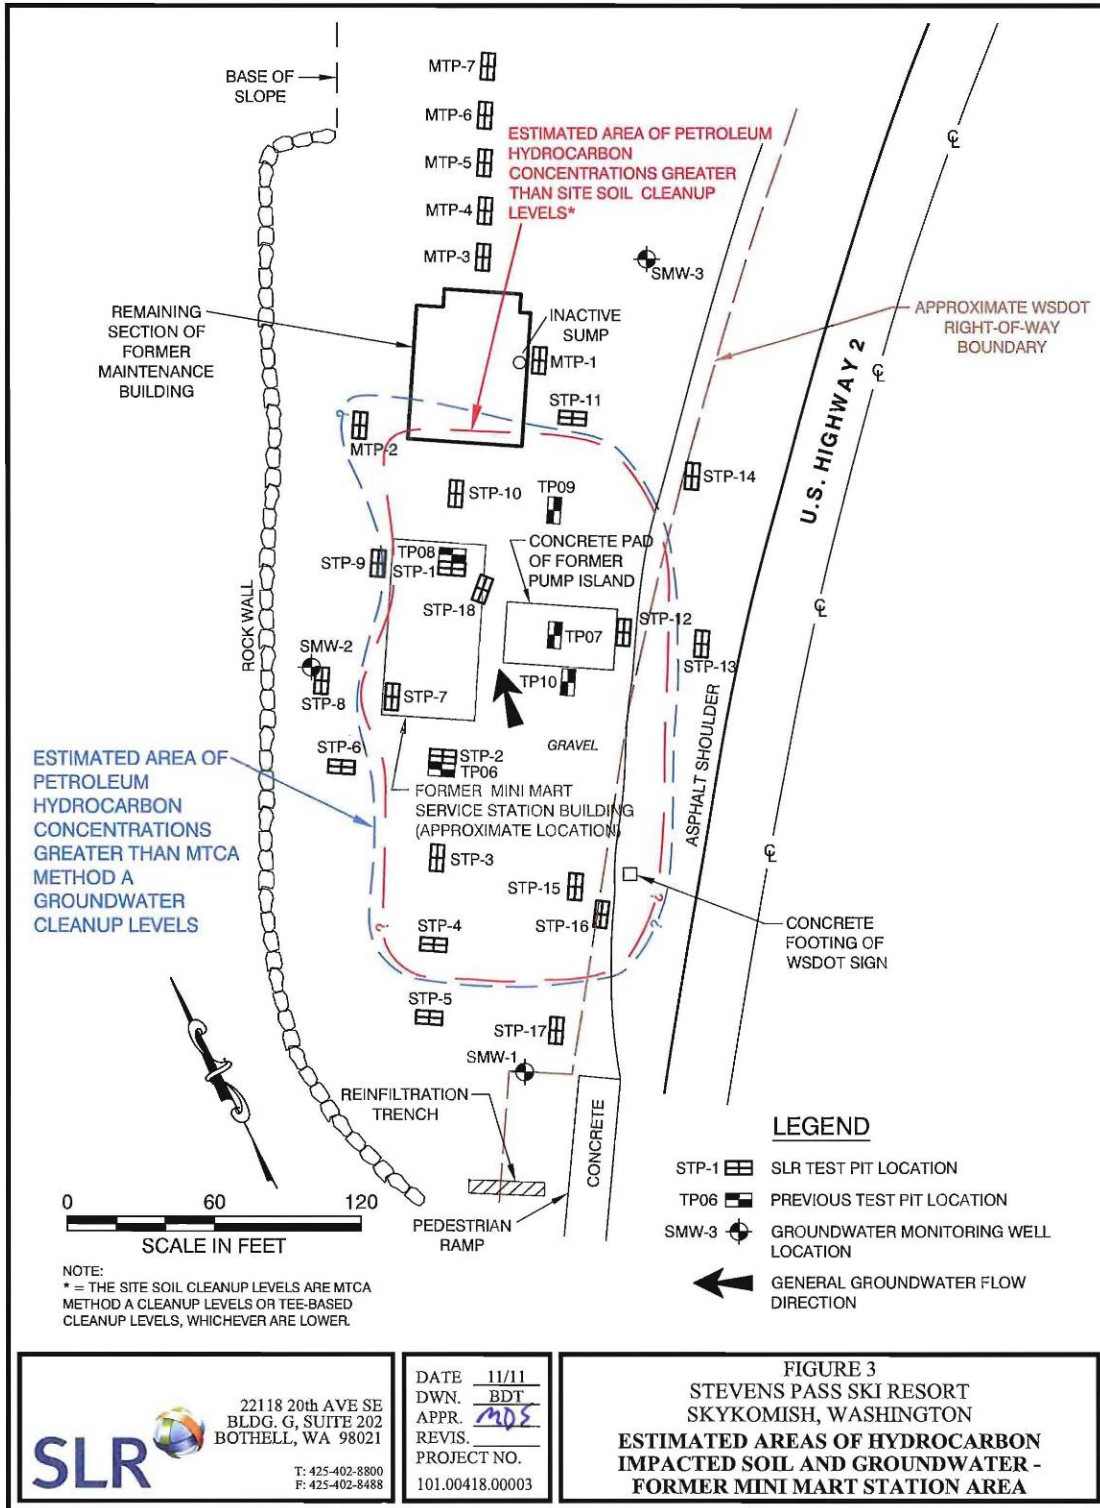 BASE OF
SLOPE
MTP-7
MTP-6
MTP-5
MTP-4
MTP-3
ESTIMATED AREA OF PETROLEUM
HYDROCARBON
CONCENTRATIONS GREATER
THAN SITE SOIL CLEANUP
LEVELS*
SMW-3
℄
APPROXIMATE WSDOT
RIGHT-OF-WAY
BOUNDARY
REMAINING
SECTION OF
FORMER
MAINTENANCE
BUILDING
INACTIVE
SUMP
MTP-1
U.S. HIGHWAY 2
℄
STP-11
?
MTP-2
STP-14
STP-10
TP09
CONCRETE PAD
OF FORMER
PUMP ISLAND
STP-9
TP08
STP-1
STP-18
℄
ROCK WALL
STP-12
TP07
STP-13
SMW-2
STP-8
STP-7
TP10
GRAVEL
ASPHALT SHOULDER
STP-6
STP-2
TP06
FORMER MINI MART
SERVICE STATION BUILDING
(APPROXIMATE LOCATION)
ESTIMATED AREA OF
PETROLEUM
HYDROCARBON
CONCENTRATIONS
GREATER THAN MTCA
METHOD A
GROUNDWATER
CLEANUP LEVELS
STP-3
℄
STP-15
STP-16
?
?
STP-4
?
CONCRETE
FOOTING OF
WSDOT SIGN
STP-5
STP-17
SMW-1
REINFILTRATION
TRENCH
CONCRETE
PEDESTRIAN
RAMP
0 60 120
SCALE IN FEET
NOTE:
* = THE SITE SOIL CLEANUP LEVELS ARE MTCA
METHOD A CLEANUP LEVELS OR TEE-BASED
CLEANUP LEVELS, WHICHEVER ARE LOWER.
LEGEND
STP-1 SLR TEST PIT LOCATION
TP06 PREVIOUS TEST PIT LOCATION
SMW-3 GROUNDWATER MONITORING WELL
LOCATION
GENERAL GROUNDWATER FLOW
DIRECTION
SLR
22118 20th AVE SE
BLDG. G, SUITE 202
BOTHELL, WA 98021
T: 425-402-8800
F: 425-402-8488
DATE 11/11
DWN. BDT
APPR. MDS
REVIS.
PROJECT NO.
101.00418.00003
FIGURE 3
STEVENS PASS SKI RESORT
SKYKOMISH, WASHINGTON
ESTIMATED AREAS OF HYDROCARBON
IMPACTED SOIL AND GROUNDWATER -
FORMER MINI MART STATION AREA